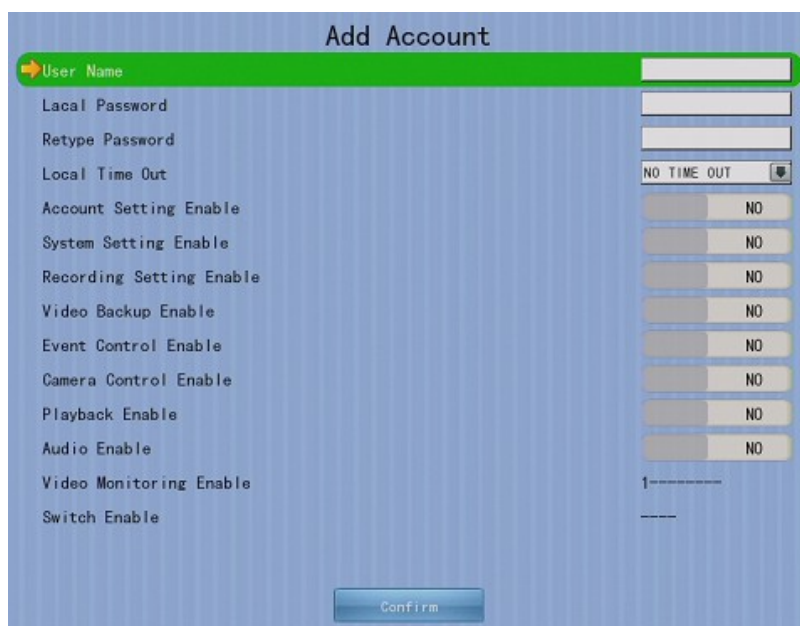 Add Account
User Name
Lacal Password
Retype Password
Local Time Out NO TIME OUT
Account Setting Enable NO
System Setting Enable NO
Recording Setting Enable NO
Video Backup Enable NO
Event Control Enable NO
Camera Control Enable NO
Playback Enable NO
Audio Enable NO
Video Monitoring Enable 1--------
Switch Enable ----
Confirm